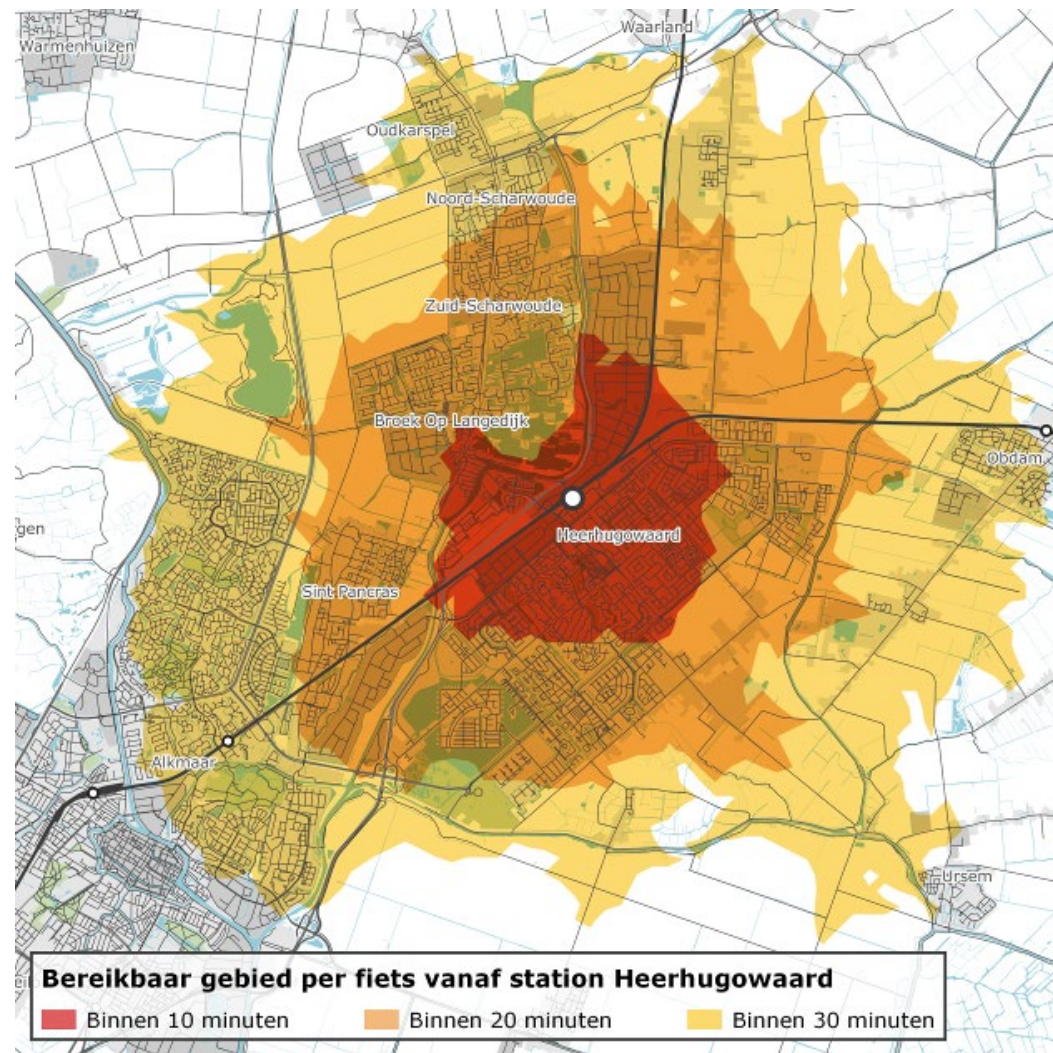 Waarland
Warmenhuizen
Oudkarspel
Noord-Scharwoude
Zuid-Scharwoude
Broek Op Langedijk
Obdam
gen
Heerhugowaard
Sint Pancras
Alkmaar
Ursem
Bereikbaar gebied per fiets vanaf station Heerhugowaard
Binnen 10 minuten
Binnen 20 minuten
Binnen 30 minuten